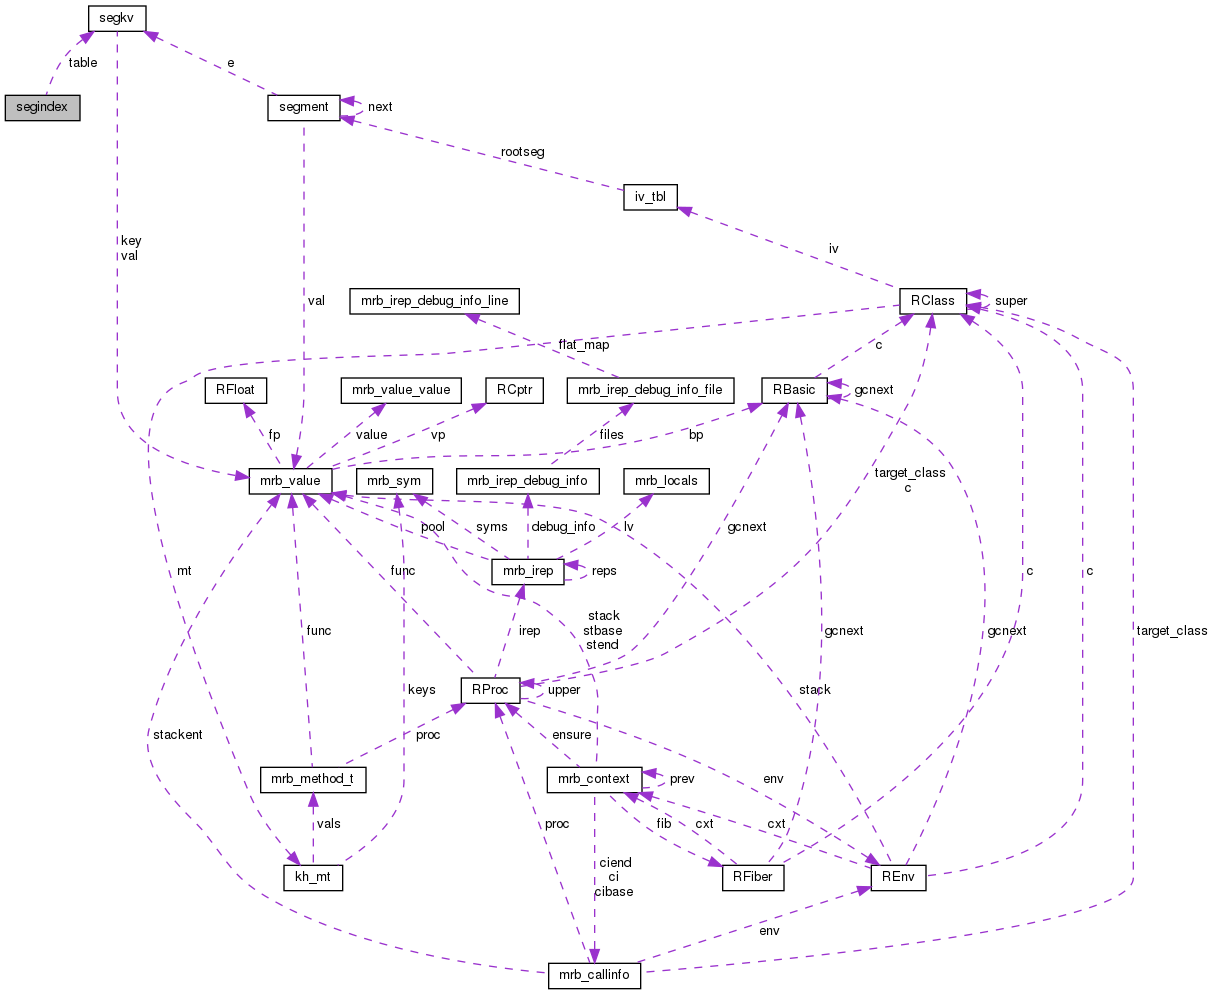 segkv
table
e
segindex
segment
next
rootseg
iv_tbl
key
val
iv
val
mrb_irep_debug_info_line
RClass
super
flat_map
c
RFloat
mrb_value_value
RCptr
mrb_irep_debug_info_file
RBasic
gcnext
fp
value
vp
files
bp
target_class
c
mrb_value
mrb_sym
mrb_irep_debug_info
mrb_locals
pool
syms
debug_info
lv
gcnext
mt
func
mrb_irep
reps
c
c
stack
stbase
stend
func
irep
gcnext
gcnext
target_class
keys
RProc
upper
stack
stackent
proc
ensure
mrb_method_t
mrb_context
prev
env
vals
proc
fib
cxt
cxt
ciend
ci
cibase
kh_mt
RFiber
REnv
env
mrb_callinfo